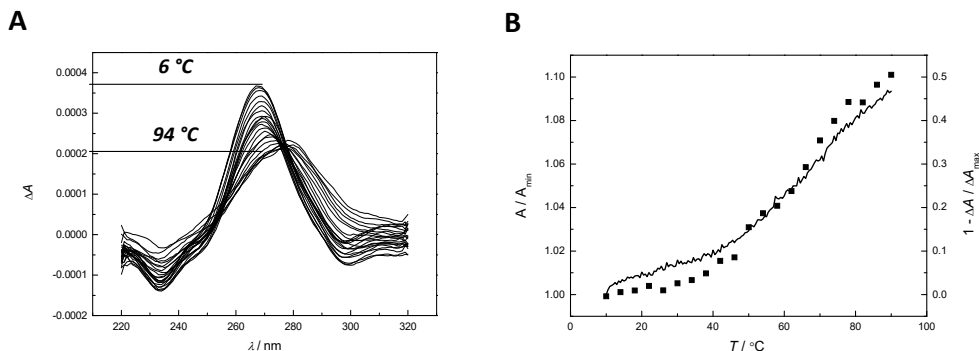 A
6 °C
94 °C
ΔA
0.0004
0.0003
0.0002
0.0001
0.0000
-0.0001
-0.0002
220 240 260 280 300 320
λ / nm
B
A / Amin
1.10
1.08
1.06
1.04
1.02
1.00
0 20 40 60 80 100
T / °C
0.5
0.4
0.3
0.2
0.1
0.0
1 - ΔA / ΔAmax